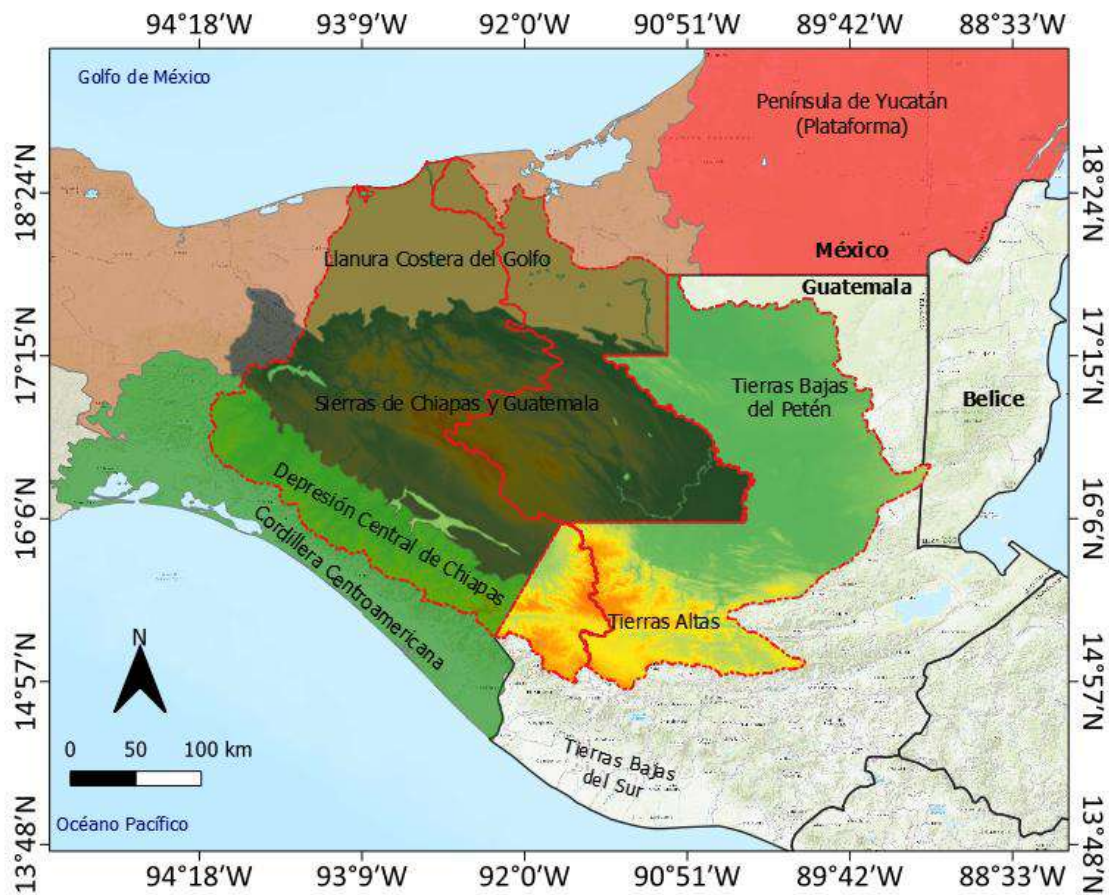 94°18’W 93°9’W 92°0’W 90°51’W 89°42’W 88°33’W
Golfo de México
Península de Yucatán
(Plataforma)
18°24’N
18°24’N
México
Llanura Costera del Golfo
Guatemala
17°15’N
17°15’N
Tierras Bajas
del Petén
Sierras de Chiapas y Guatemala
Belice
16°6’N
16°6’N
Depresión Central de Chiapas
Cordillera Centroamericana
Tierras Altas
N
14°57’N
14°57’N
0 50 100 km
Tierras Bajas
del Sur
Océano Pacífico
13°48’N
13°48’N
94°18’W 93°9’W 92°0’W 90°51’W 89°42’W 88°33’W